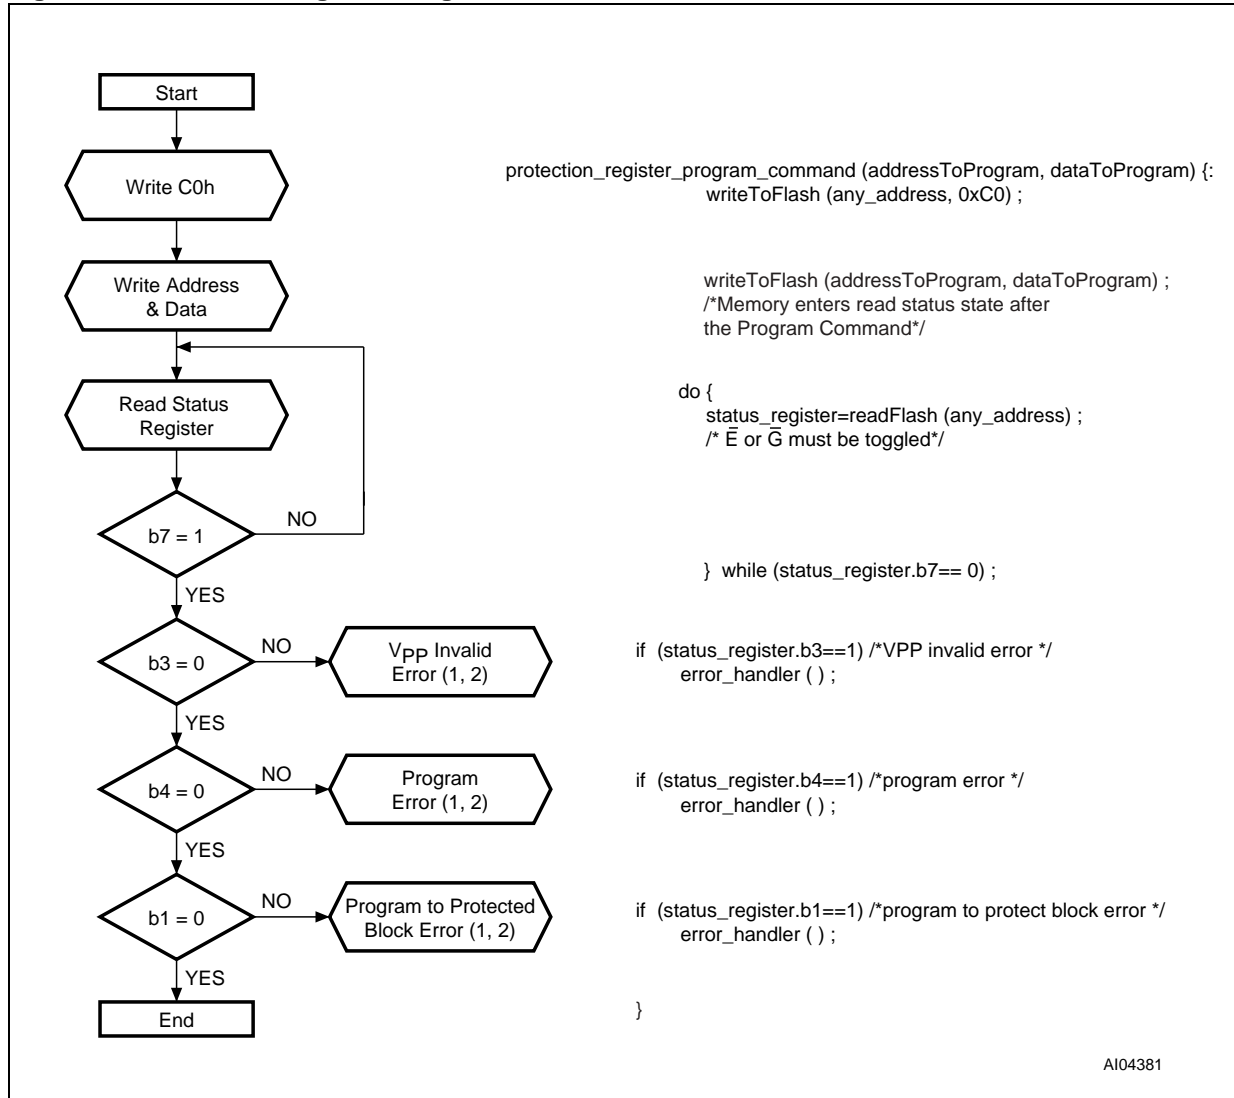 Start
Write C0h
protection_register_program_command (addressToProgram, dataToProgram) {:
writeToFlash (any_address, 0xC0) ;
Write Address
& Data
writeToFlash (addressToProgram, dataToProgram) ;
/*Memory enters read status state after
the Program Command*/
Read Status
Register
do {
status_register=readFlash (any_address) ;
/* E̅ or G̅ must be toggled*/
b7 = 1
NO
} while (status_register.b7== 0) ;
YES
b3 = 0
NO
VPP Invalid
Error (1, 2)
if (status_register.b3==1) /*VPP invalid error */
error_handler ( ) ;
YES
b4 = 0
NO
Program
Error (1, 2)
if (status_register.b4==1) /*program error */
error_handler ( ) ;
YES
b1 = 0
NO
Program to Protected
Block Error (1, 2)
if (status_register.b1==1) /*program to protect block error */
error_handler ( ) ;
YES
End
}
AI04381